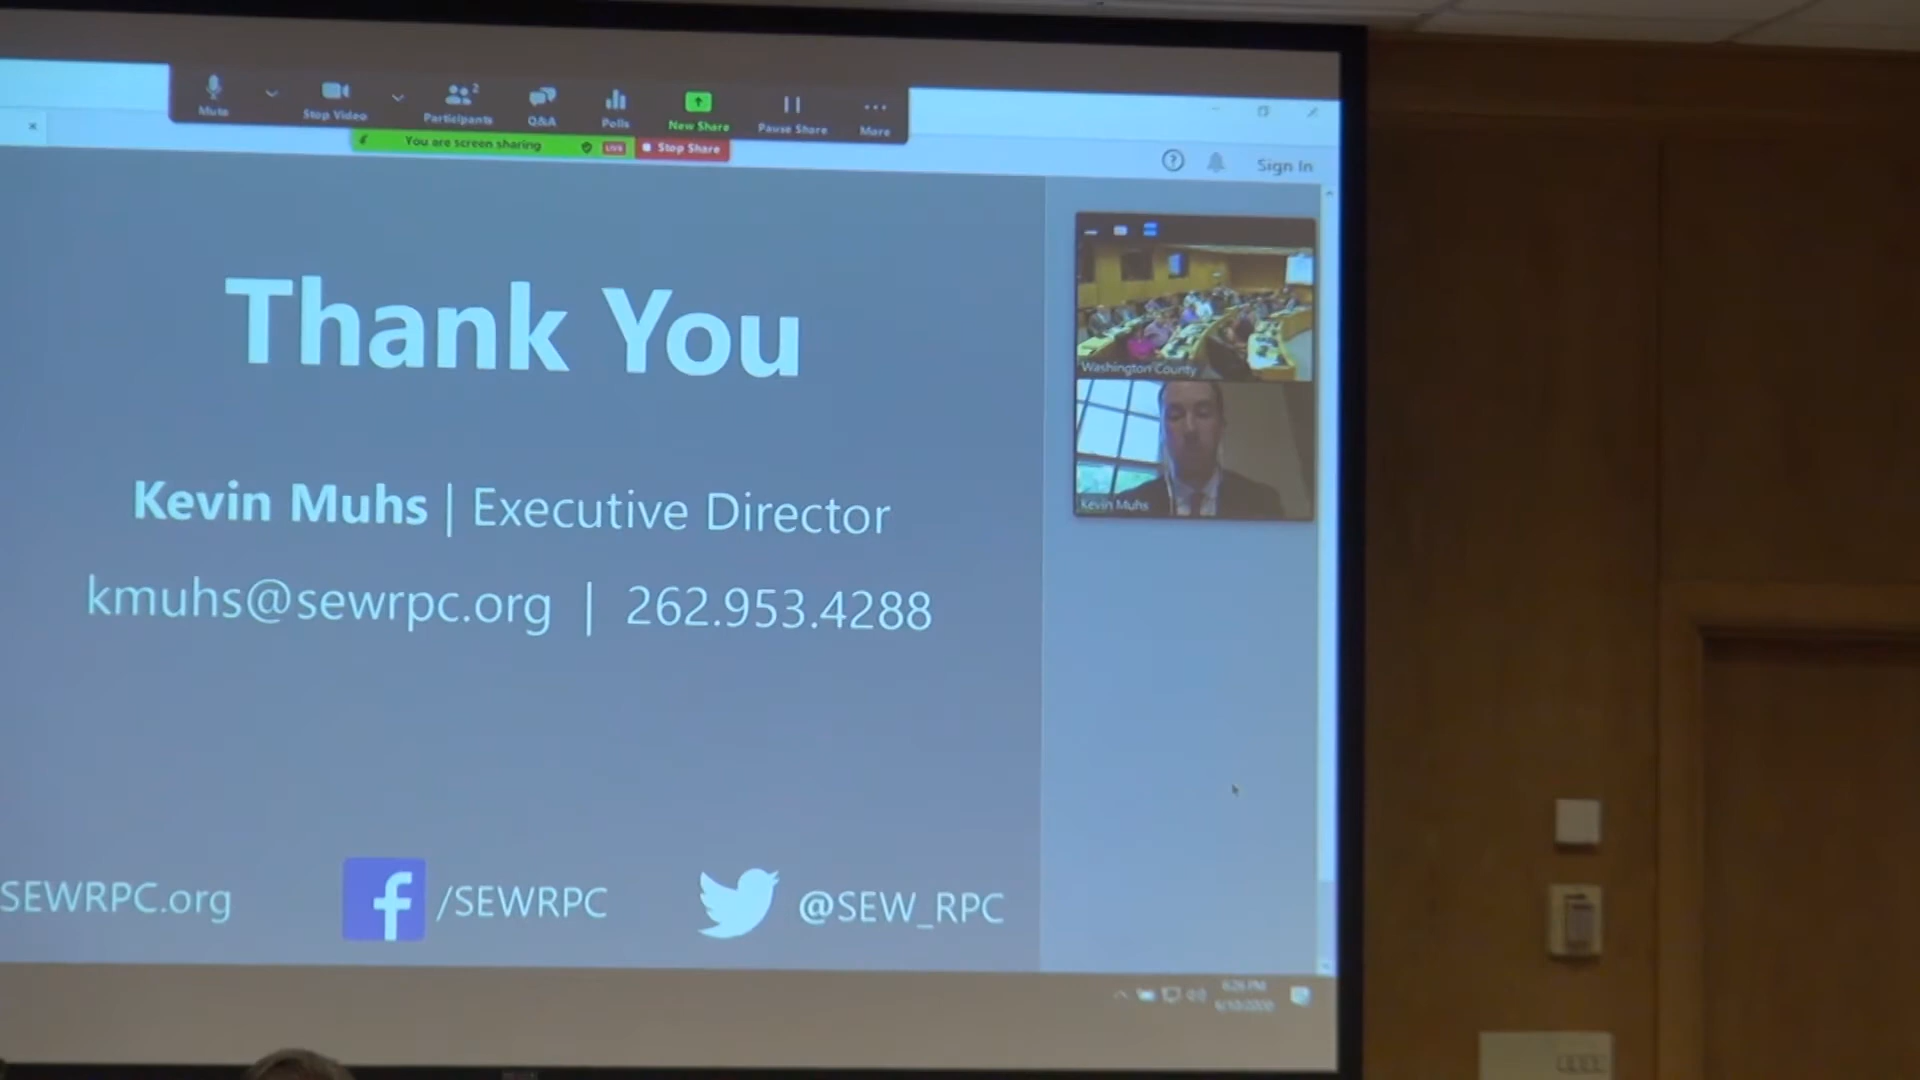 Mute
Stop Video
Participants
2
Q&A
Polls
New Share
Pause Share
More
You are screen sharing
LIVE
Stop Share
Sign In
Thank You
Washington County
Kevin Muhs
Kevin Muhs | Executive Director
kmuhs@sewrpc.org | 262.953.4288
SEWRPC.org
/SEWRPC
@SEW_RPC